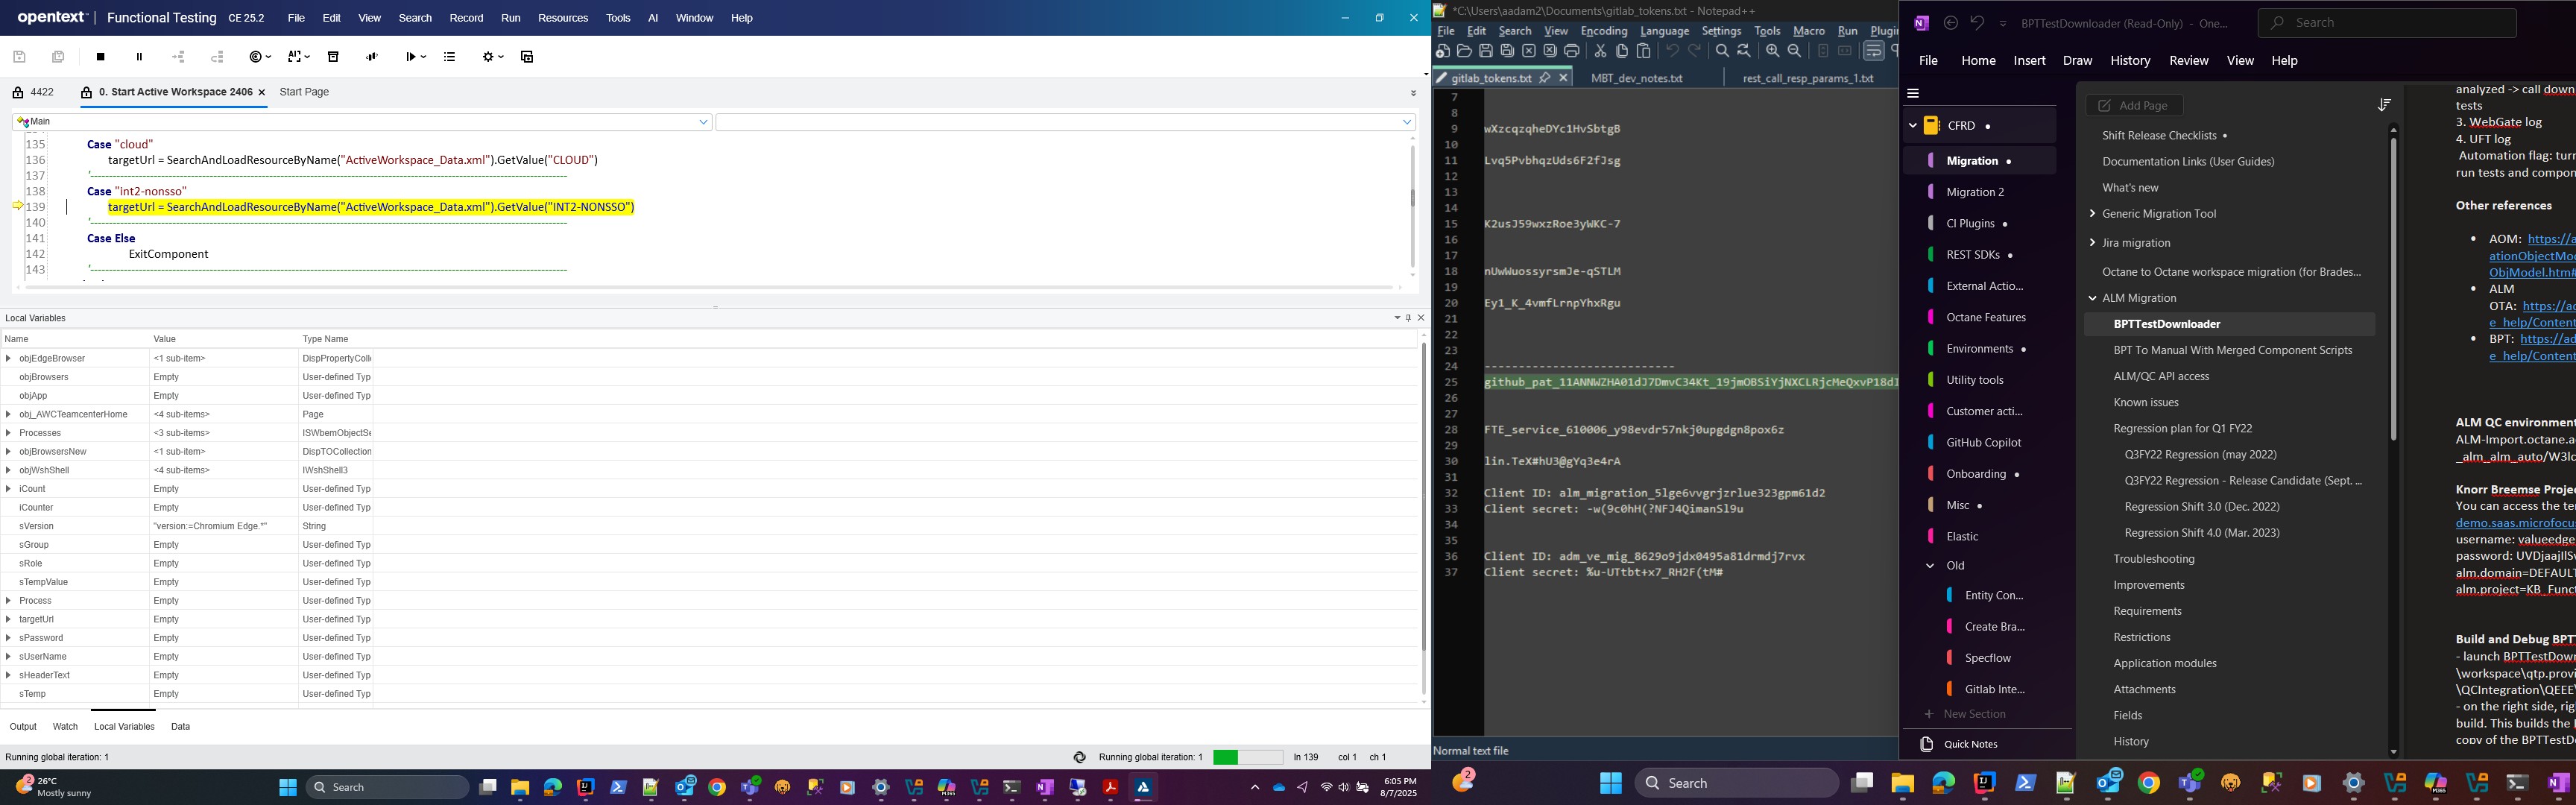 opentext™ | Functional Testing CE 25.2 File Edit View Search Record Run Resources Tools AI Window Help
4422 0. Start Active Workspace 2406 Start Page
Main
135 Case "cloud"
136 targetUrl = SearchAndLoadResourceByName("ActiveWorkspace_Data.xml").GetValue("CLOUD")
137
138 Case "int2-nonsso"
139 targetUrl = SearchAndLoadResourceByName("ActiveWorkspace_Data.xml").GetValue("INT2-NONSSO")
140
141 Case Else
142 ExitComponent
143
Local Variables
Name Value Type Name
objEdgeBrowser <1 sub-item> DispPropertyColl
objBrowsers Empty User-defined Typ
objApp Empty User-defined Typ
obj_AWCTeamcenterHome <4 sub-items> Page
Processes <3 sub-items> ISWbemObjectSe
objBrowsersNew <1 sub-item> DispTOCollection
objWshShell <4 sub-items> IWshShell3
iCount Empty User-defined Typ
iCounter Empty User-defined Typ
sVersion "version:=Chromium Edge.*" String
sGroup Empty User-defined Typ
sRole Empty User-defined Typ
sTempValue Empty User-defined Typ
Process Empty User-defined Typ
targetUrl Empty User-defined Typ
sPassword Empty User-defined Typ
sUserName Empty User-defined Typ
sHeaderText Empty User-defined Typ
sTemp Empty User-defined Typ
Output Watch Local Variables Data
Running global iteration: 1 Running global iteration: 1 ln 139 col 1 ch 1
2 26°C
Mostly sunny
Search
6:05 PM
8/7/2025
*C:\Users\aadam2\Documents\gitlab_tokens.txt - Notepad++
File Edit Search View Encoding Language Settings Tools Macro Run Plugin
gitlab_tokens.txt MBT_dev_notes.txt rest_call_resp_params_1.txt
7
8
9 wXzcqzqheDYc1HvSbtgB
10
11 Lvq5PvbhqzUds6F2fJsg
12
13
14
15 K2usJ59wxzRoe3yWKC-7
16
17
18 nUwWuossyrsmJe-qSTLM
19
20 Ey1_K_4vmfLrnpYhxRgu
21
22
23
24 ----------------------------
25 github_pat_11ANNWZHA01dJ7DmvC34Kt_19jmOBSiYjNXCLRjcMeQxvP18d
26
27
28 FTE_service_610006_y98evdr57nkj0upgdgn8pox6z
29
30 lin.TeX#hU3@gYq3e4rA
31
32 Client ID: alm_migration_5lge6vvgrjzrlue323gpm61d2
33 Client secret: -w(9c0hH(?NFJ4QimanSl9u
34
35
36 Client ID: adm_ve_mig_8629o9jdx0495a81drmdj7rvx
37 Client secret: %u-UTtbt+x7_RH2F(tM#
Normal text file
2
Search
BPTTestDownloader (Read-Only) - One... Search
File Home Insert Draw History Review View Help
CFRD
Migration
Migration 2
CI Plugins
REST SDKs
External Actio...
Octane Features
Environments
Utility tools
Customer acti...
GitHub Copilot
Onboarding
Misc
Elastic
Old
Entity Con...
Create Bra...
Specflow
Gitlab Inte...
New Section
Quick Notes
Add Page
Shift Release Checklists
Documentation Links (User Guides)
What's new
Generic Migration Tool
Jira migration
Octane to Octane workspace migration (for Brades...
ALM Migration
BPTTestDownloader
BPT To Manual With Merged Component Scripts
ALM/QC API access
Known issues
Regression plan for Q1 FY22
Q3FY22 Regression (may 2022)
Q3FY22 Regression - Release Candidate (Sept. ...
Regression Shift 3.0 (Dec. 2022)
Regression Shift 4.0 (Mar. 2023)
Troubleshooting
Improvements
Requirements
Restrictions
Application modules
Attachments
Fields
History
analyzed -> call down
tests
3. WebGate log
4. UFT log
Automation flag: turn
run tests and compon
Other references
• AOM: https://a
ationObjectMod
ObjModel.htm#
• ALM
OTA: https://ad
e_help/Content
• BPT: https://ad
e_help/Content
ALM QC environment
ALM-Import.octane.a
_alm_alm_auto/W3lc
Knorr Breemse Projec
You can access the te
demo.saas.microfocu
username: valueedge
password: UVDjaajIlS
alm.domain=DEFAULT
alm.project=KB_Func
Build and Debug BPT
- launch BPTTestDown
\workspace\qtp.provi
\QCIntegration\QEEE\
- on the right side, rig
build. This builds the
copy of the BPTTestD